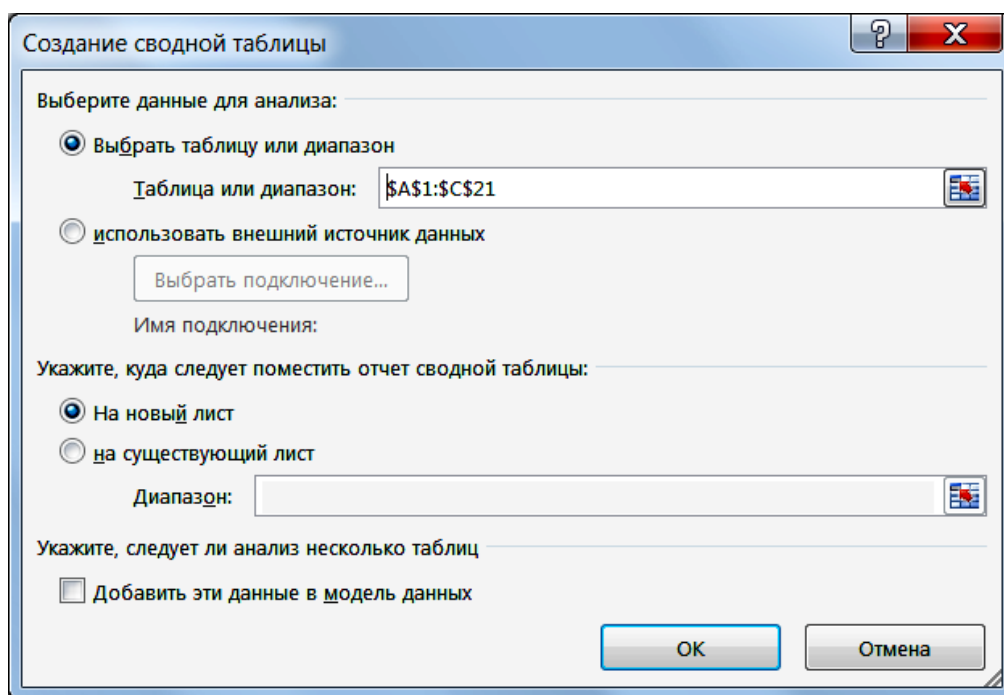 Создание сводной таблицы
Выберите данные для анализа:
Выбрать таблицу или диапазон
Таблица или диапазон: $A$1:$C$21
использовать внешний источник данных
Выбрать подключение...
Имя подключения:
Укажите, куда следует поместить отчет сводной таблицы:
На новый лист
на существующий лист
Диапазон:
Укажите, следует ли анализ несколько таблиц
Добавить эти данные в модель данных
ОК Отмена